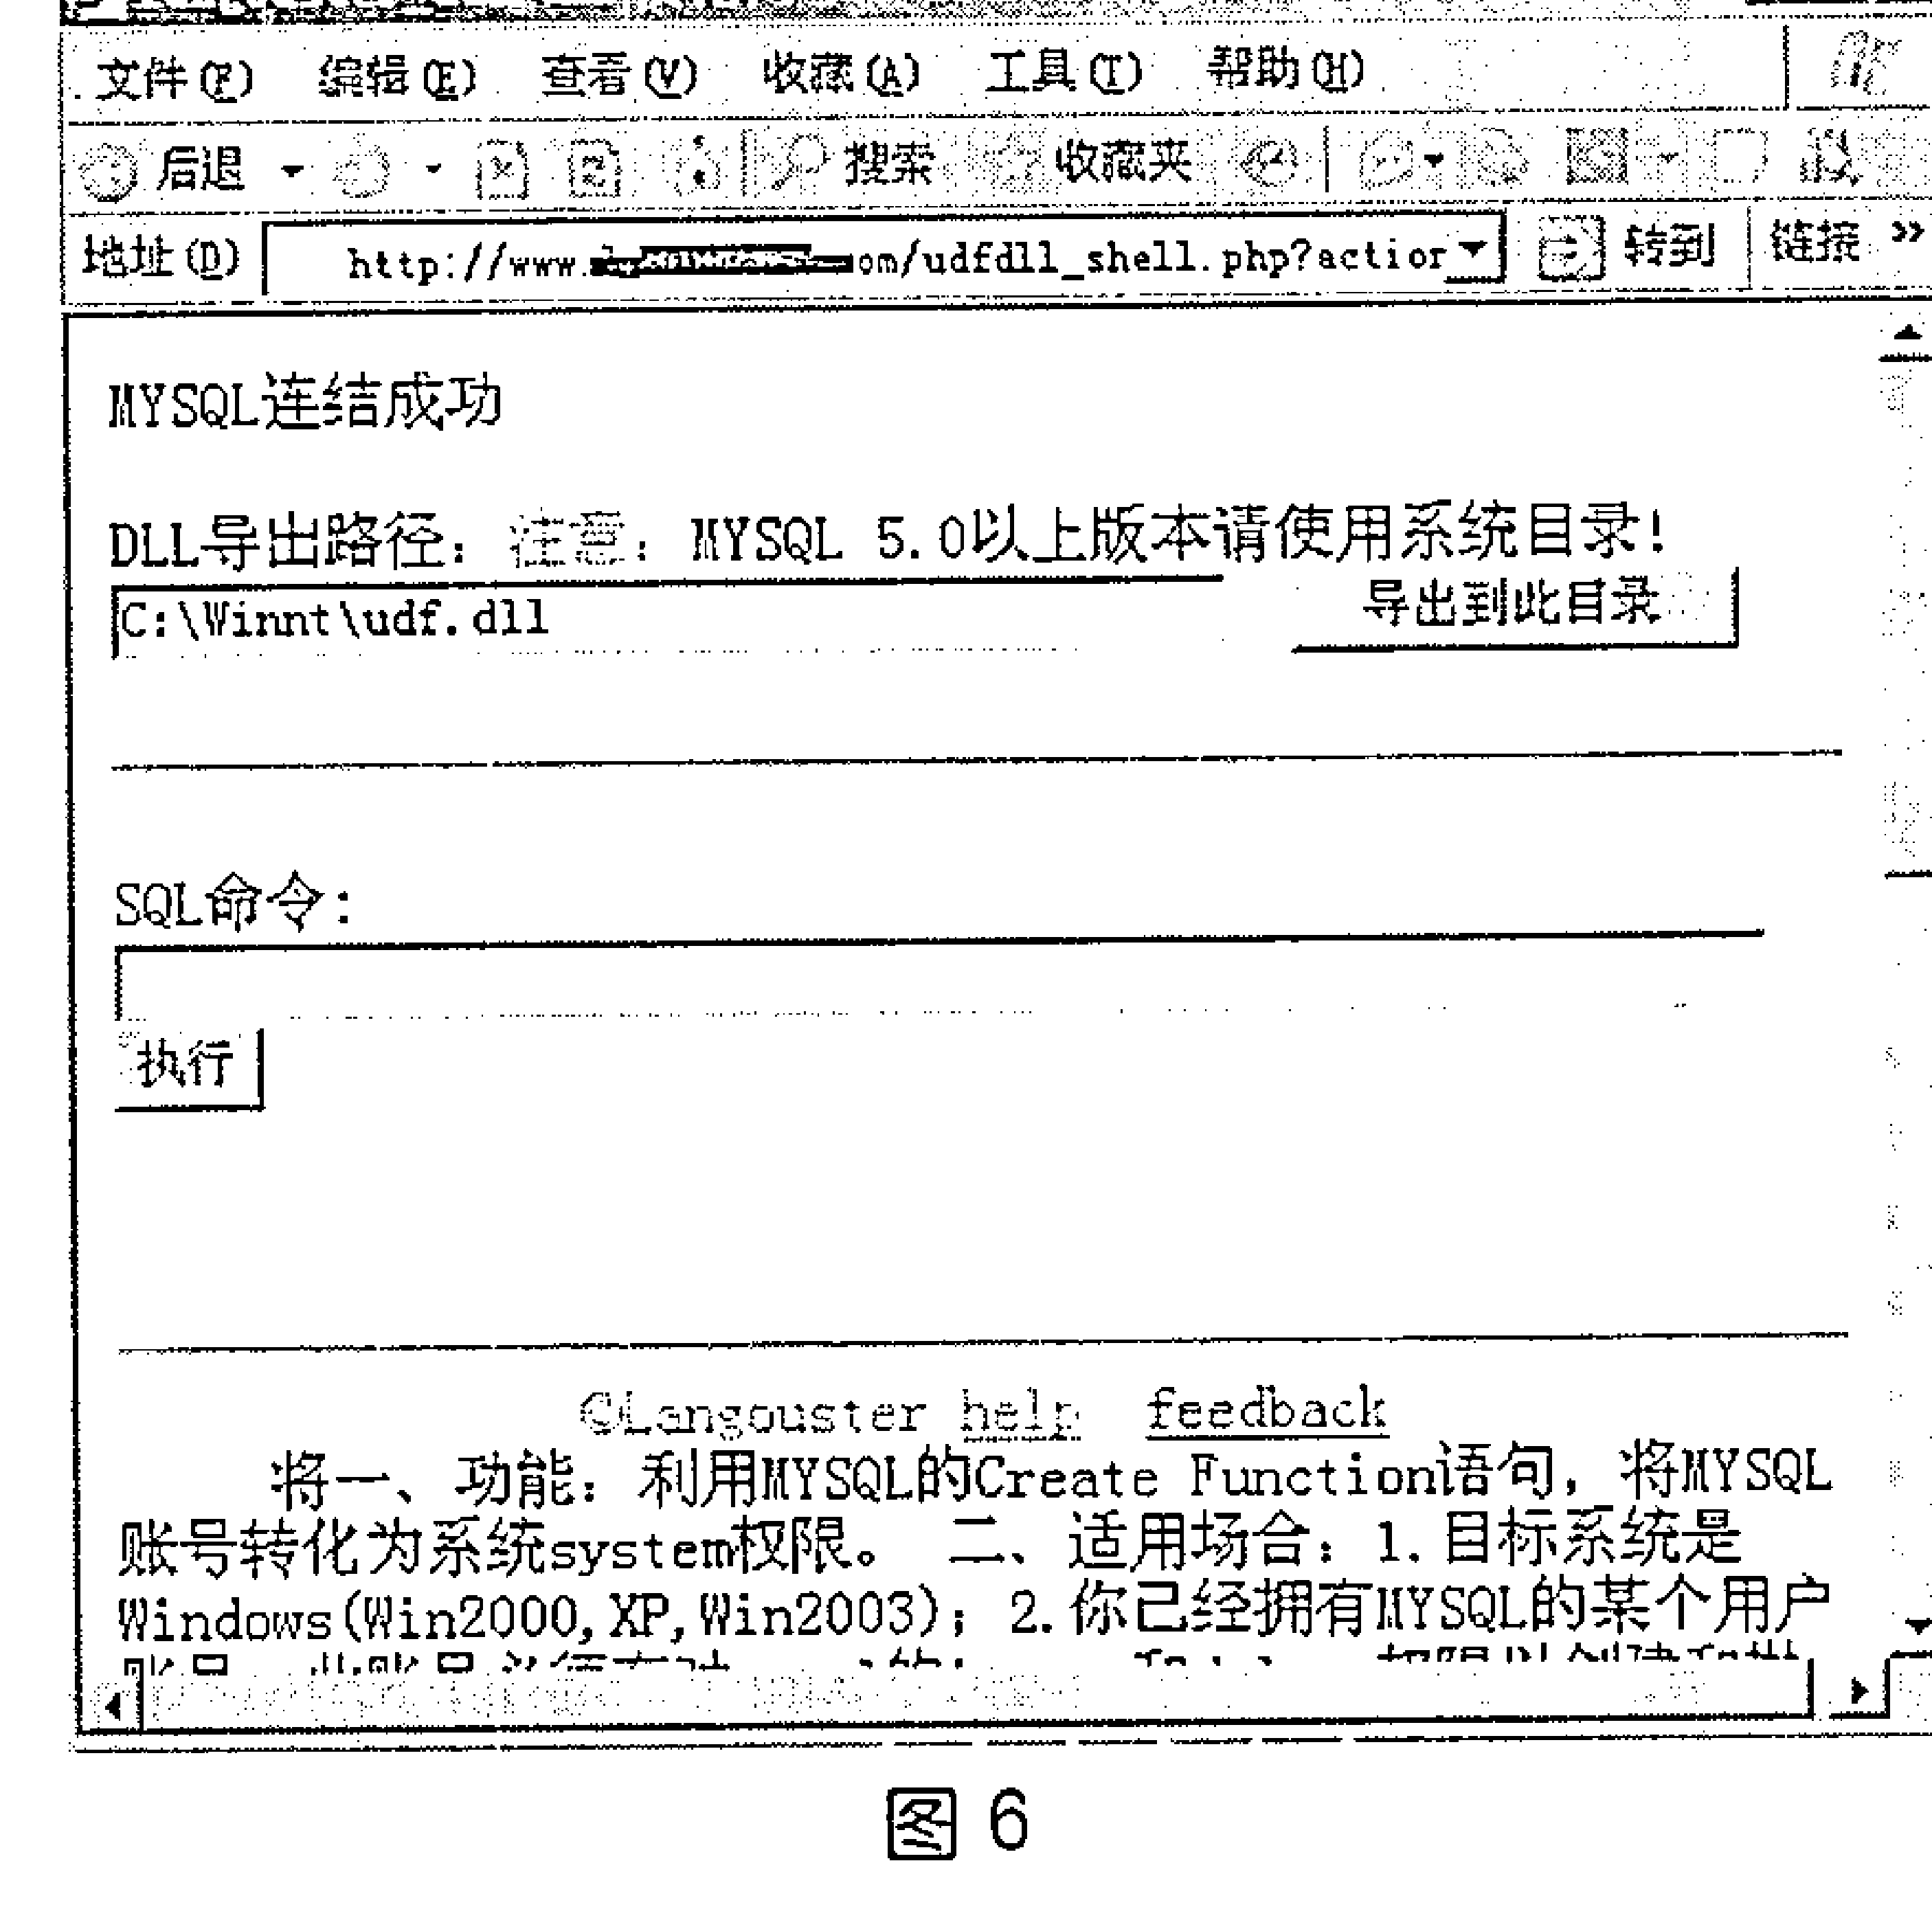 文件(F) 编辑(E) 查看(V) 收藏(A) 工具(T) 帮助(H)
后退 搜索 收藏夹
地址(D) http://www. om/udfdll_shell.php?action 转到 链接 »
MYSQL连结成功
DLL导出路径：注意：MYSQL 5.0以上版本请使用系统目录!
C:\Winnt\udf.dll 导出到此目录
SQL命令:
执行
©Langouster help feedback
将一、功能：利用MYSQL的Create Function语句，将MYSQL
账号转化为系统system权限。 二、适用场合：1.目标系统是
Windows(Win2000,XP,Win2003)；2.你已经拥有MYSQL的某个用户
图 6